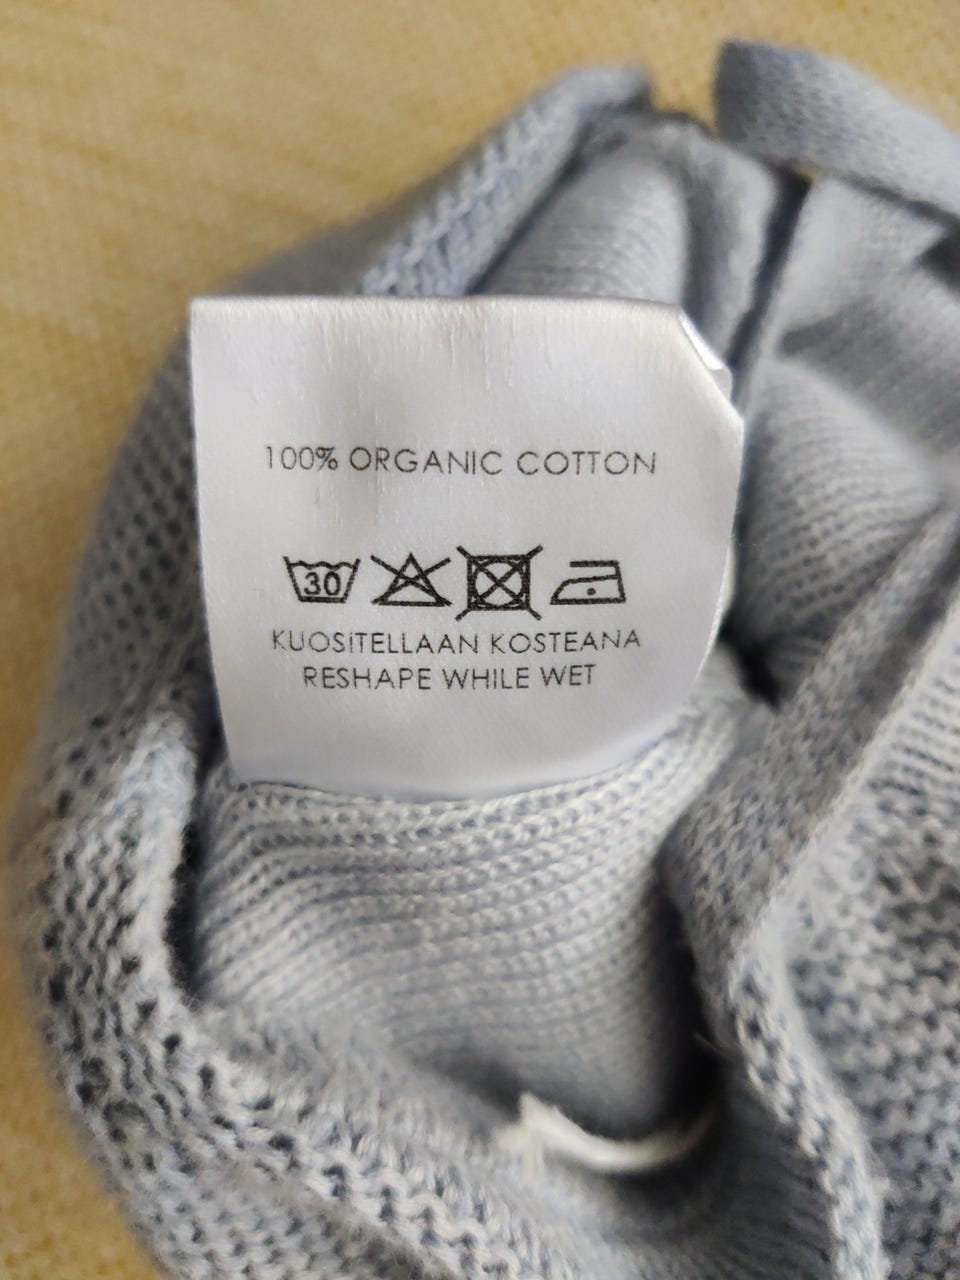 100% ORGANIC COTTON
30
KUOSITELLAAN KOSTEANA
RESHAPE WHILE WET